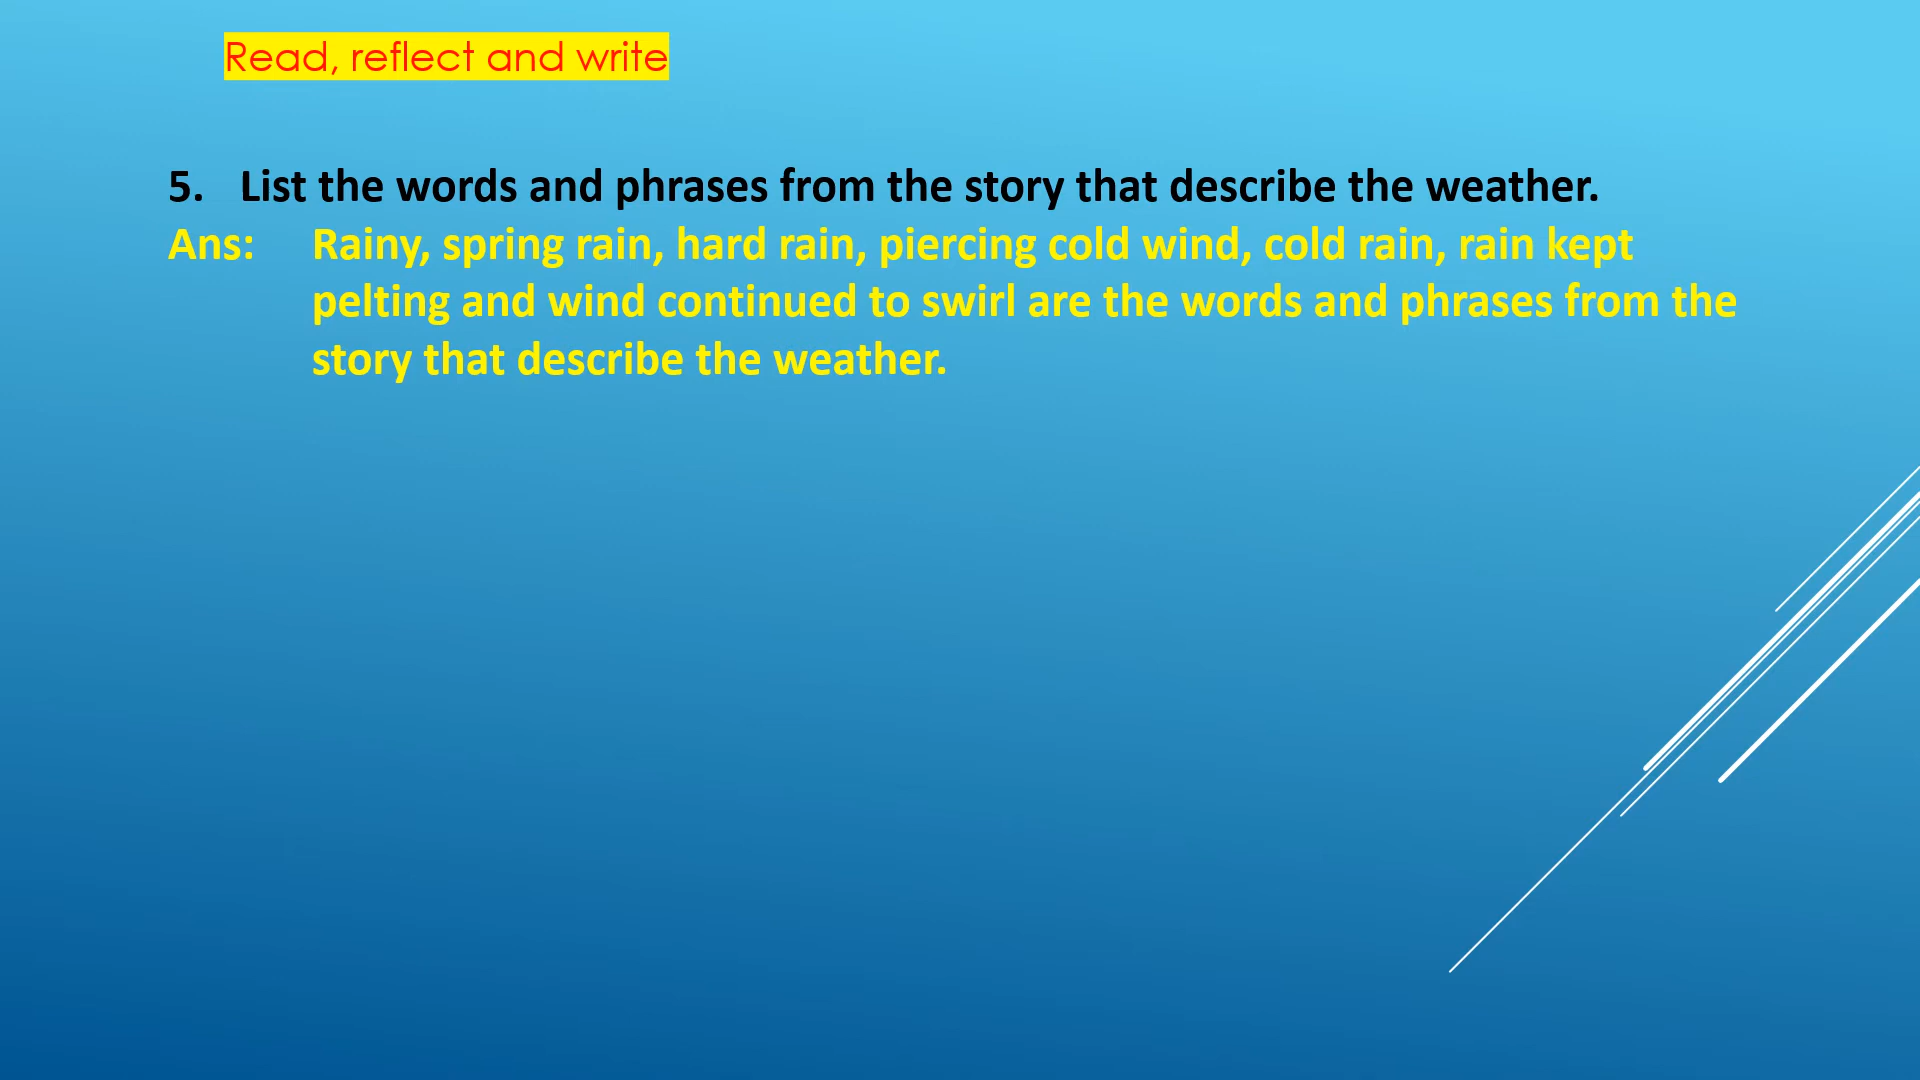 Read, reflect and write
5. List the words and phrases from the story that describe the weather.
Ans: Rainy, spring rain, hard rain, piercing cold wind, cold rain, rain kept
pelting and wind continued to swirl are the words and phrases from the
story that describe the weather.